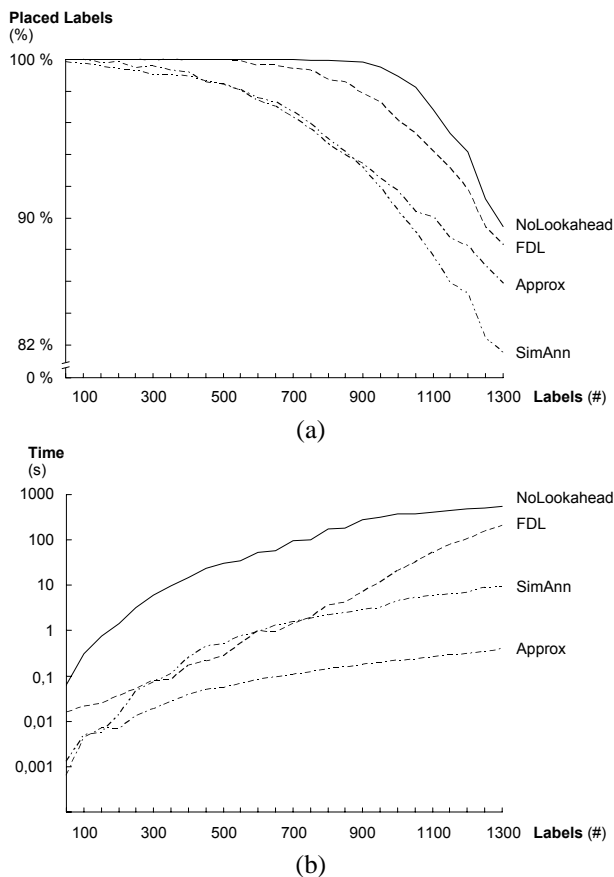 Placed Labels
(%)
100 %
90 %
82 %
0 %
NoLookahead
FDL
Approx
SimAnn
100 300 500 700 900 1100 1300
Labels (#)
(a)
Time
(s)
1000
100
10
1
0,1
0,01
0,001
NoLookahead
FDL
SimAnn
Approx
100 300 500 700 900 1100 1300
Labels (#)
(b)